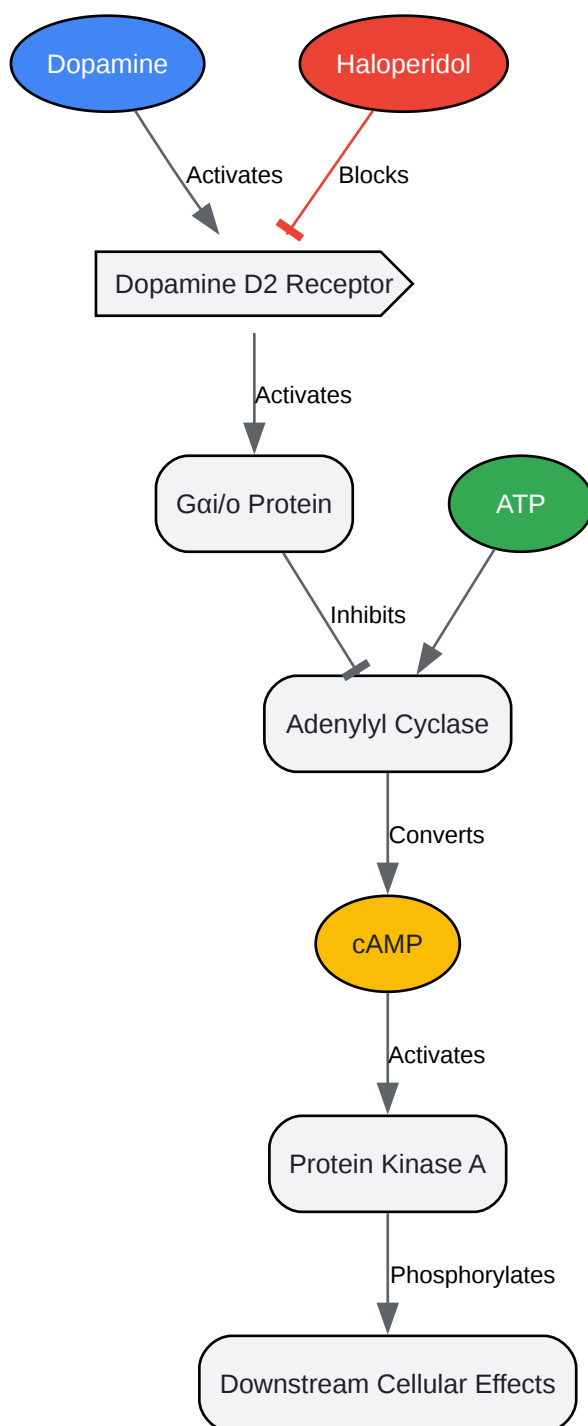 Dopamine
Haloperidol
Activates
Blocks
Dopamine D2 Receptor
Activates
Gαi/o Protein
ATP
Inhibits
Adenylyl Cyclase
Converts
cAMP
Activates
Protein Kinase A
Phosphorylates
Downstream Cellular Effects